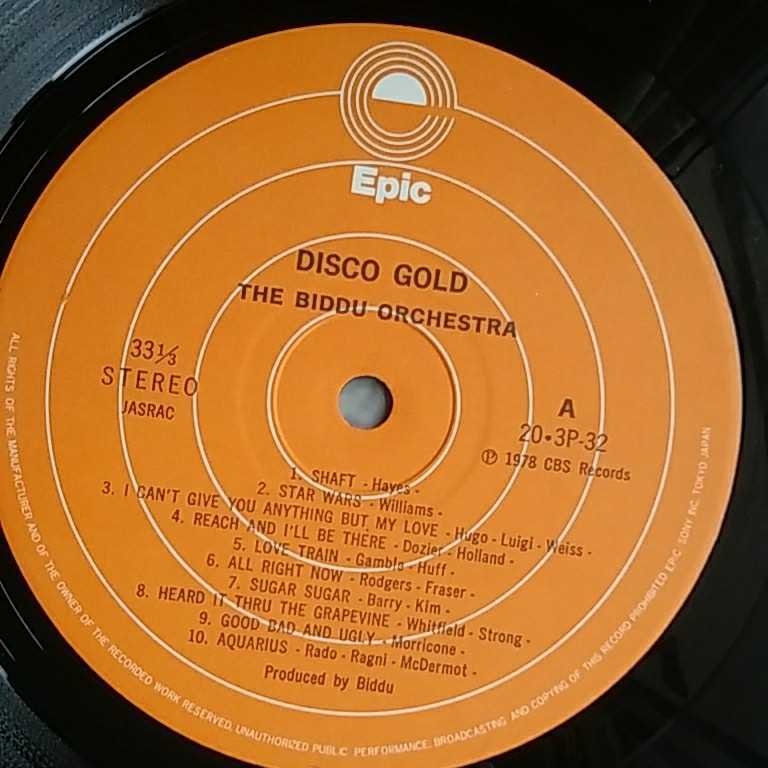 Epic
DISCO GOLD
THE BIDDU ORCHESTRA
33⅓
STEREO
JASRAC
A
20•3P-32
℗ 1978 CBS Records
1. SHAFT - Hayes -
2. STAR WARS - Williams -
3. I CAN'T GIVE YOU ANYTHING BUT MY LOVE - Hugo - Luigi - Weiss -
4. REACH AND I'LL BE THERE - Dozier - Holland -
5. LOVE TRAIN - Gamble - Huff -
6. ALL RIGHT NOW - Rodgers - Fraser -
7. SUGAR SUGAR - Barry - Kim -
8. HEARD IT THRU THE GRAPEVINE - Whitfield - Strong -
9. GOOD BAD AND UGLY - Morricone -
10. AQUARIUS - Rado - Ragni - McDermot -
Produced by Biddu
ALL RIGHTS OF THE MANUFACTURER AND OF THE OWNER OF THE RECORDED WORK RESERVED. UNAUTHORIZED PUBLIC PERFORMANCE, BROADCASTING AND COPYING OF THIS RECORD PROHIBITED EPIC/SONY INC. TOKYO JAPAN